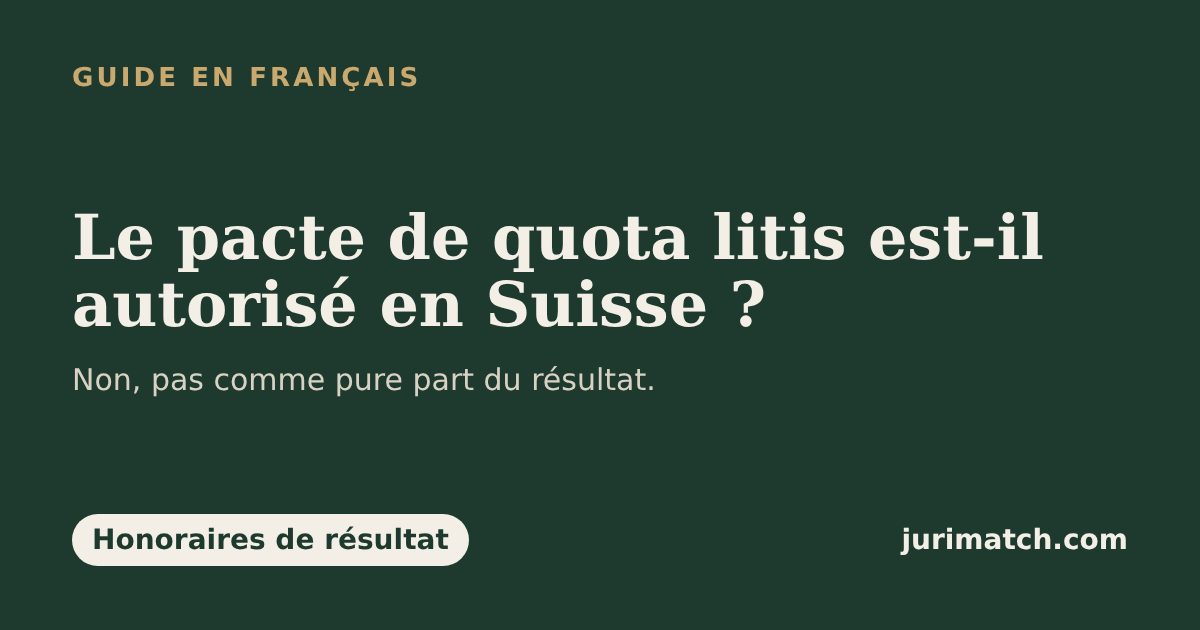 GUIDE EN FRANÇAIS
Le pacte de quota litis est-il
autorisé en Suisse ?
Non, pas comme pure part du résultat.
Honoraires de résultat
jurimatch.com